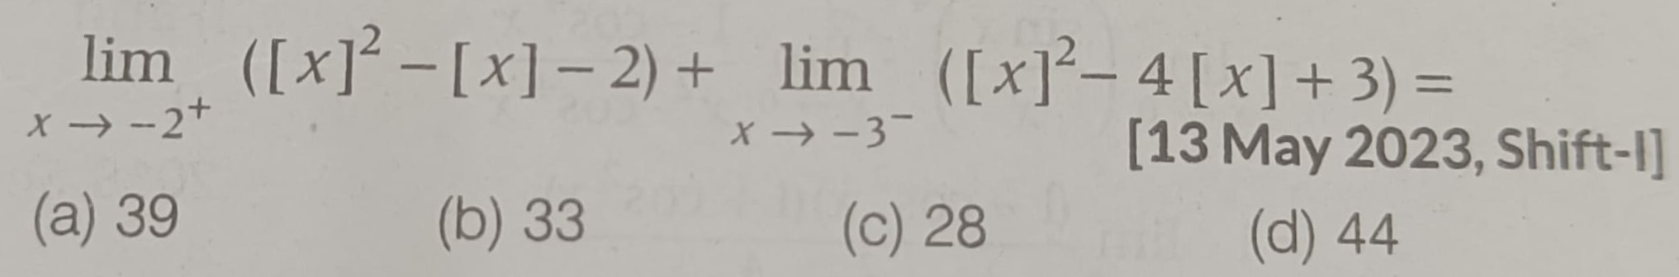 lim ([x]² – [x] – 2) + lim ([x]² – 4 [x] + 3) =
x → –2⁺ x → –3⁻
[13 May 2023, Shift-I]
(a) 39 (b) 33 (c) 28 (d) 44